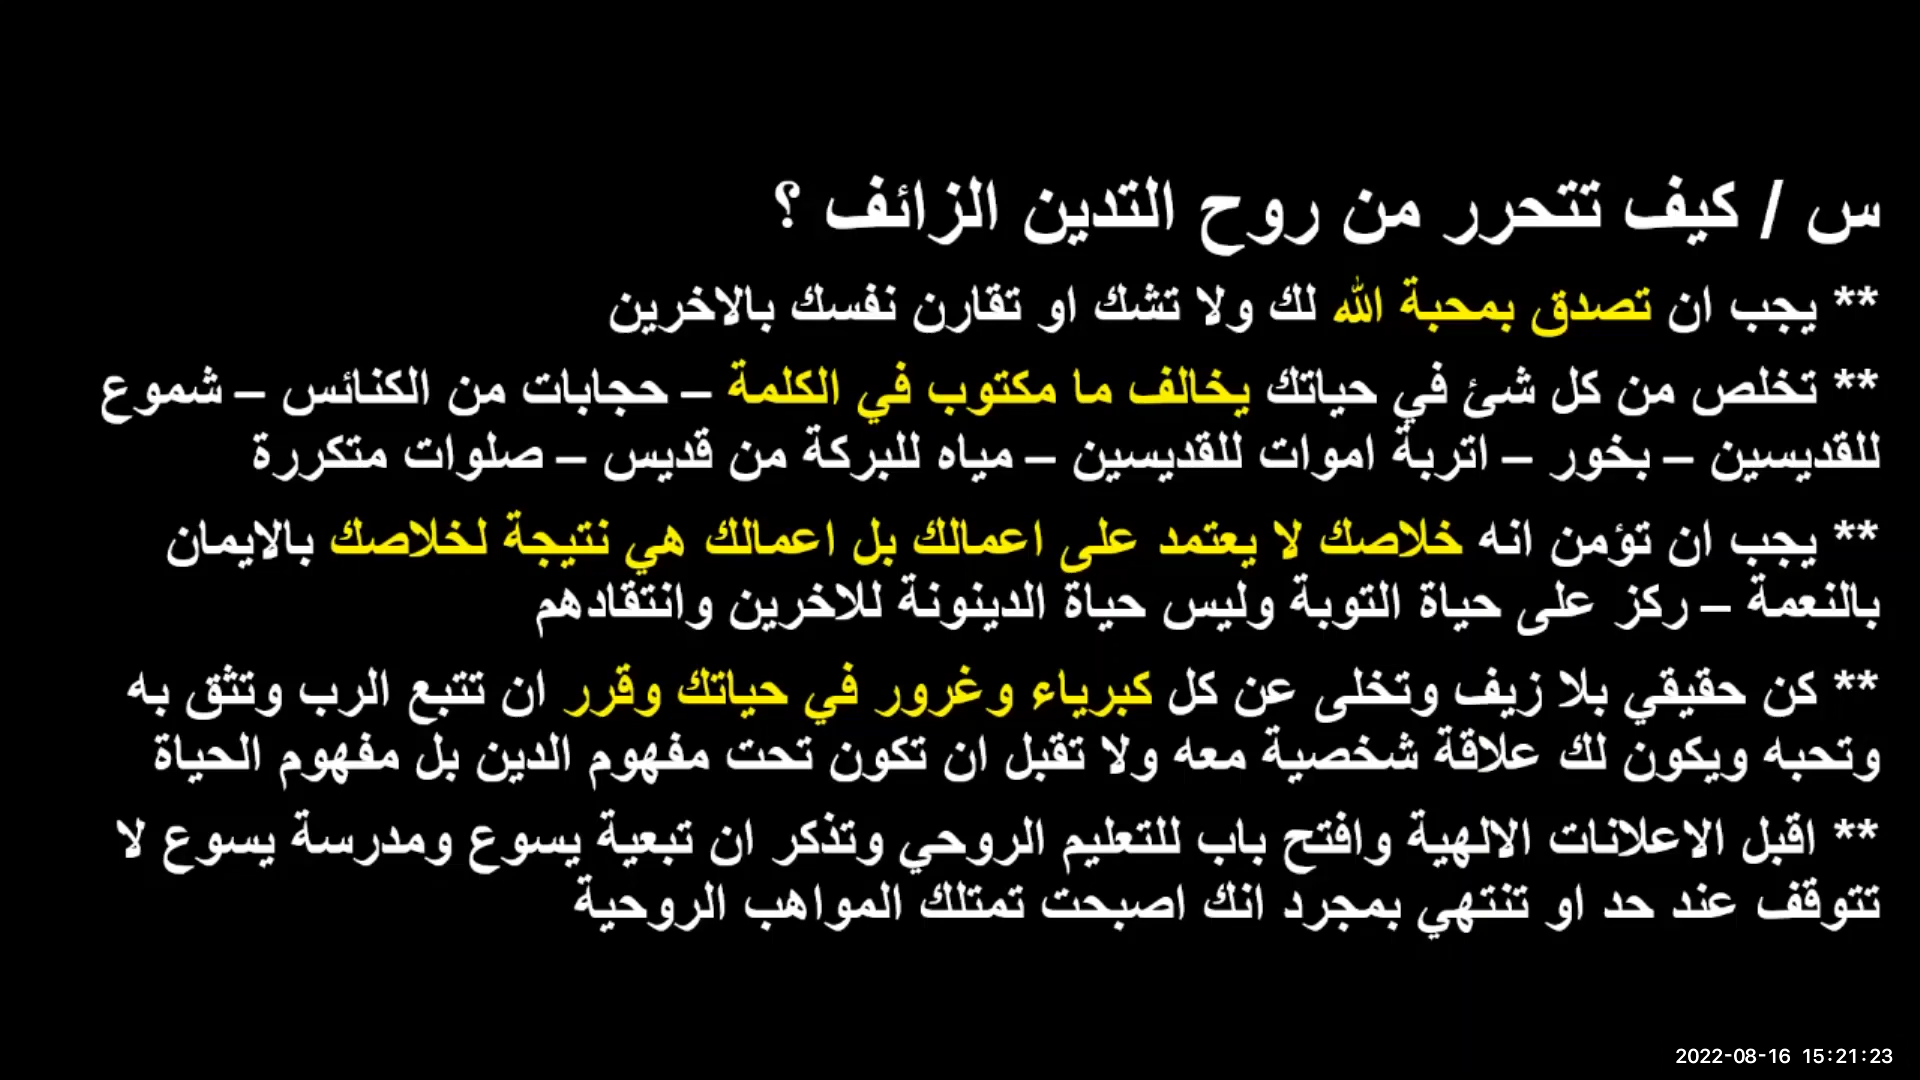 س / كيف تتحرر من روح التدين الزائف ؟
** يجب ان تصدق بمحبة الله لك ولا تشك او تقارن نفسك بالاخرين
** تخلص من كل شئ في حياتك يخالف ما مكتوب في الكلمة – حجابات من الكنائس – شموع
للقديسين – بخور – اتربة اموات للقديسين – مياه للبركة من قديس – صلوات متكررة
** يجب ان تؤمن انه خلاصك لا يعتمد على اعمالك بل اعمالك هي نتيجة لخلاصك بالايمان
بالنعمة – ركز على حياة التوبة وليس حياة الدينونة للاخرين وانتقادهم
** كن حقيقي بلا زيف وتخلى عن كل كبرياء وغرور في حياتك وقرر ان تتبع الرب وتثق به
وتحبه ويكون لك علاقة شخصية معه ولا تقبل ان تكون تحت مفهوم الدين بل مفهوم الحياة
** اقبل الاعلانات الالهية وافتح باب للتعليم الروحي وتذكر ان تبعية يسوع ومدرسة يسوع لا
تتوقف عند حد او تنتهي بمجرد انك اصبحت تمتلك المواهب الروحية
2022-08-16 15:21:23